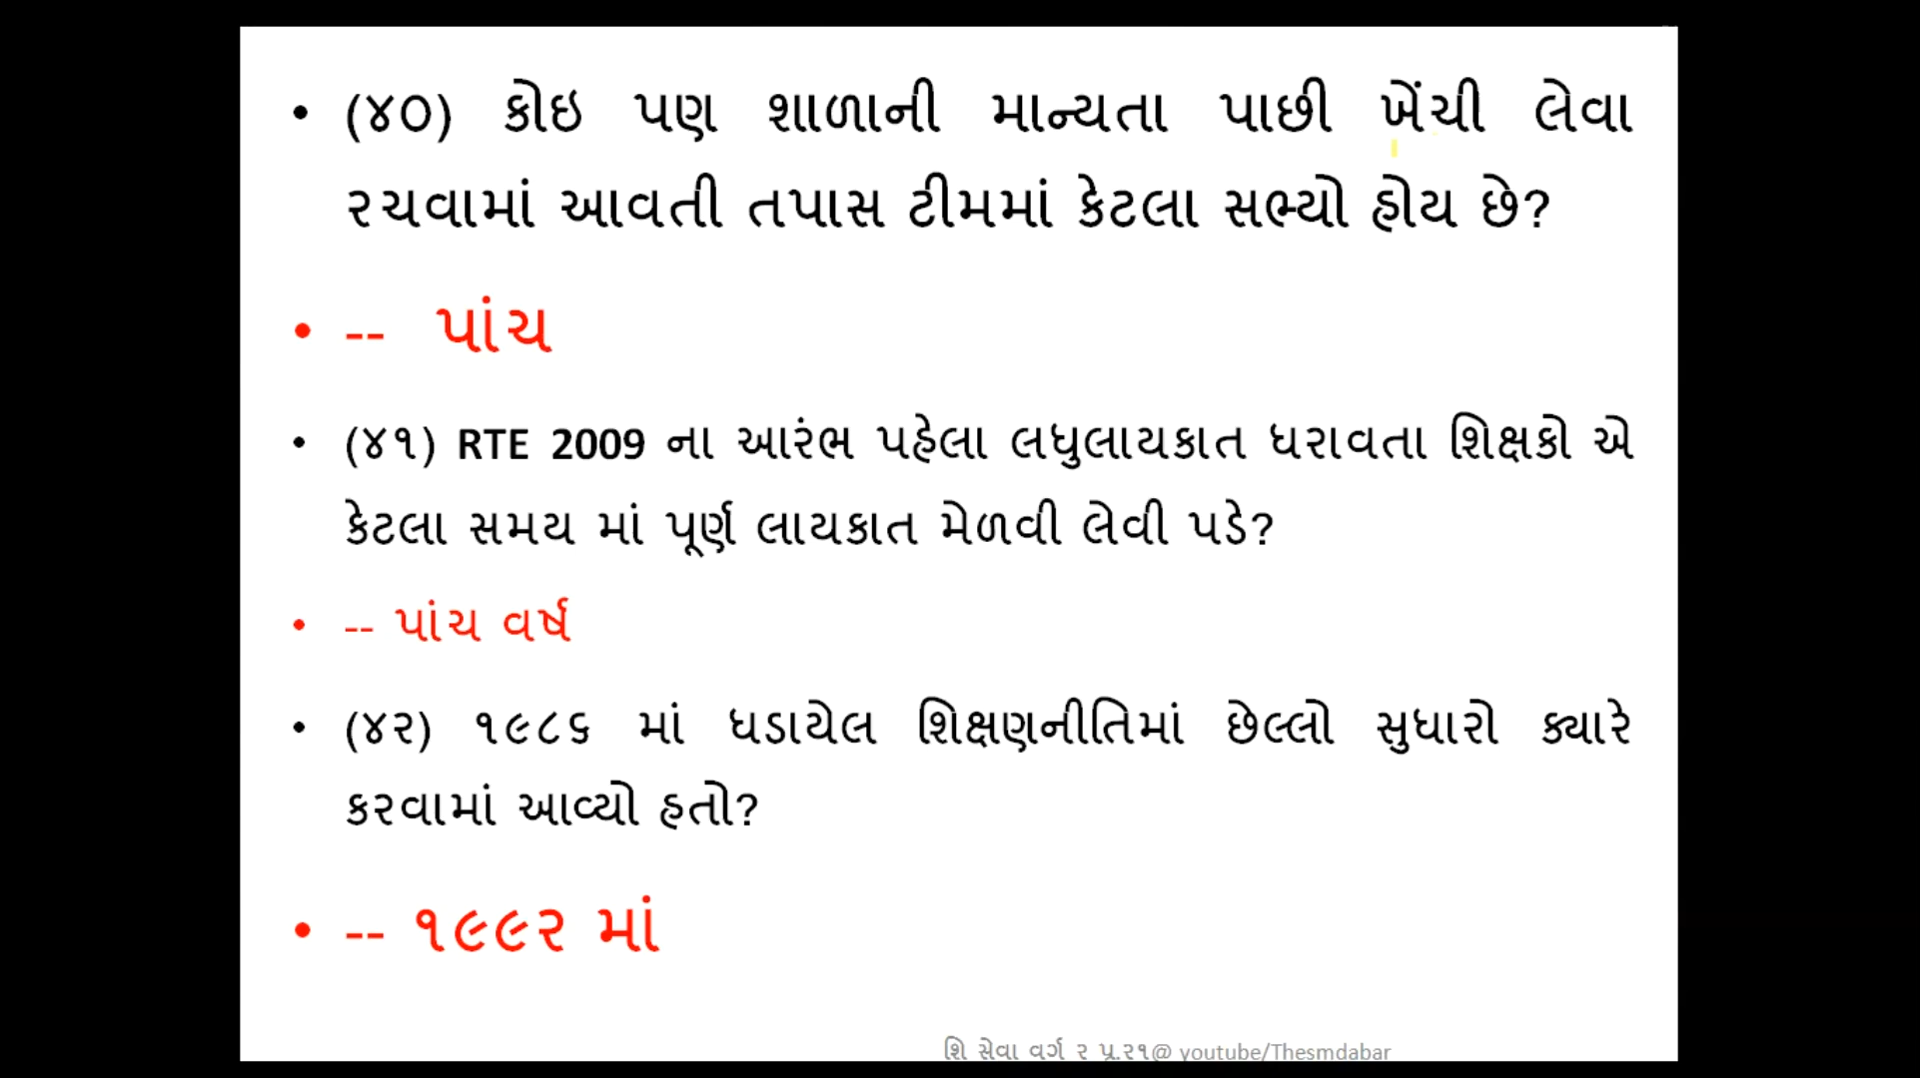 • (૪૦) કોઇ પણ શાળાની માન્યતા પાછી ખેંચી લેવા
રચવામાં આવતી તપાસ ટીમમાં કેટલા સભ્યો હોય છે?
• -- પાંચ
• (૪૧) RTE 2009 ના આરંભ પહેલા લઘુલાયકાત ધરાવતા શિક્ષકો એ
કેટલા સમય માં પૂર્ણ લાયકાત મેળવી લેવી પડે?
• -- પાંચ વર્ષ
• (૪૨) ૧૯૮૬ માં ઘડાયેલ શિક્ષણનીતિમાં છેલ્લો સુધારો ક્યારે
કરવામાં આવ્યો હતો?
• -- ૧૯૯૨ માં
શિ સેવા વર્ગ ૨ પ્ર.૨૧@ youtube/Thesmdabar